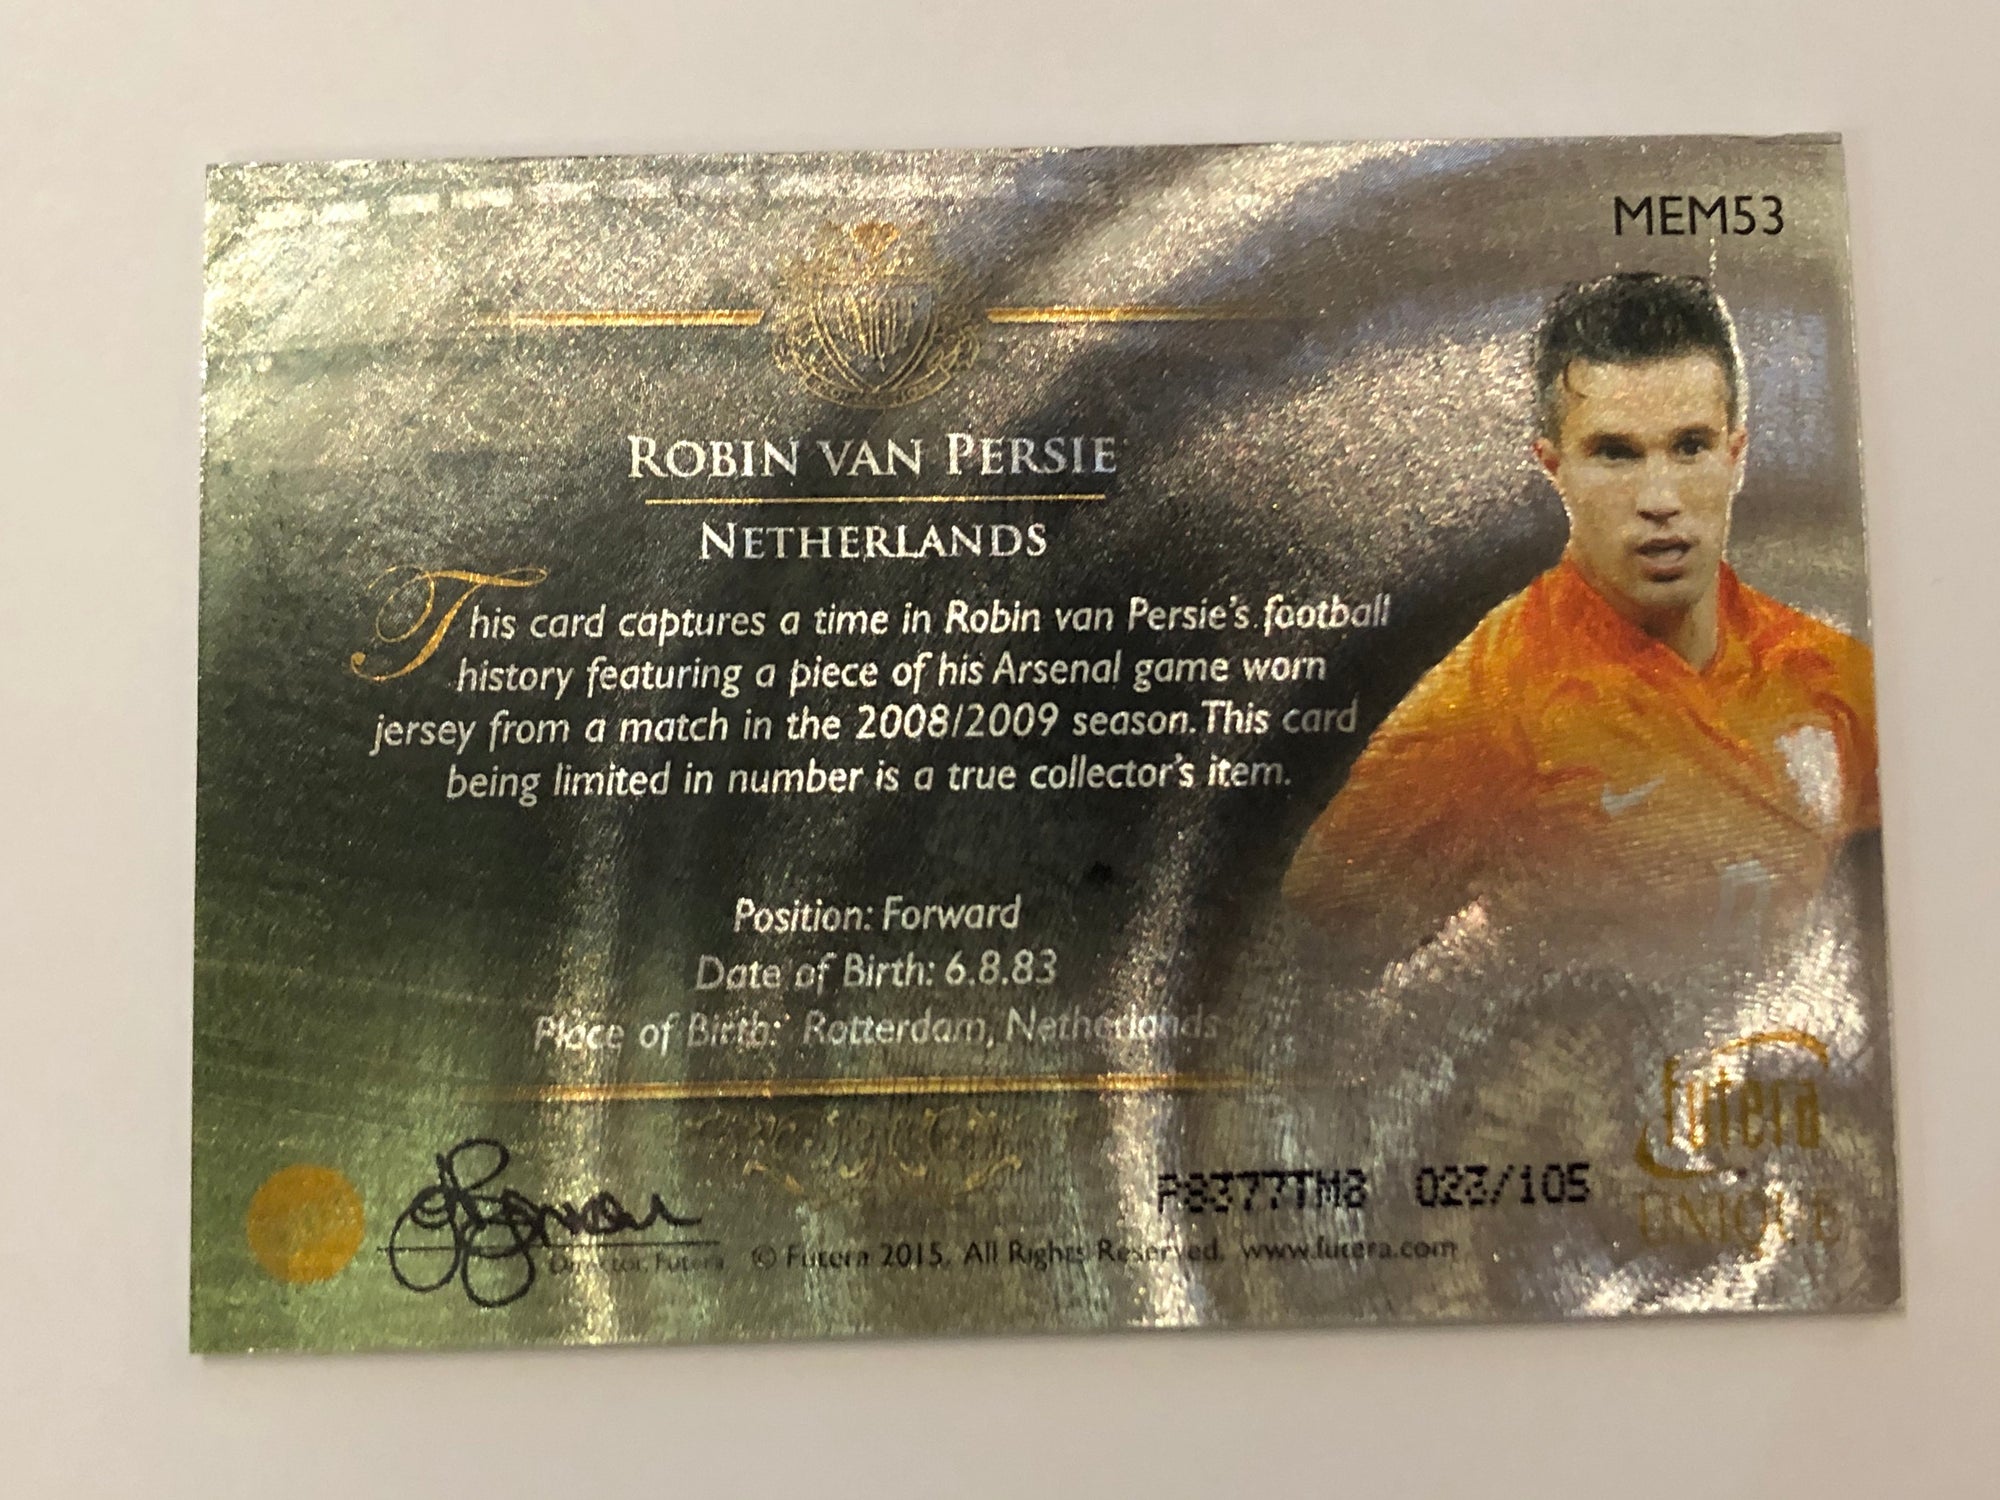 MEM53
ROBIN VAN PERSIE
NETHERLANDS
This card captures a time in Robin van Persie's football
history featuring a piece of his Arsenal game worn
jersey from a match in the 2008/2009 season. This card
being limited in number is a true collector's item.
Position: Forward
Date of Birth: 6.8.83
Place of Birth: Rotterdam, Netherlands
futera
UNIQUE
023/105
Director, Futera
© Futera 2015. All Rights Reserved. www.futera.com